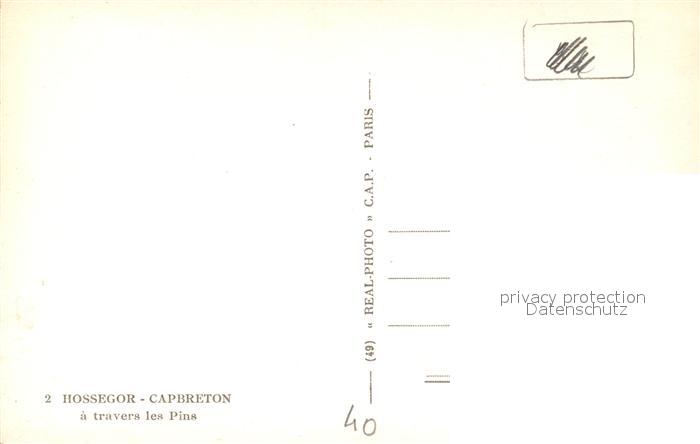 2 HOSSEGOR - CAPBRETON
à travers les Pins
(49) « REAL-PHOTO » C.A.P. - PARIS
40
privacy protection
Datenschutz